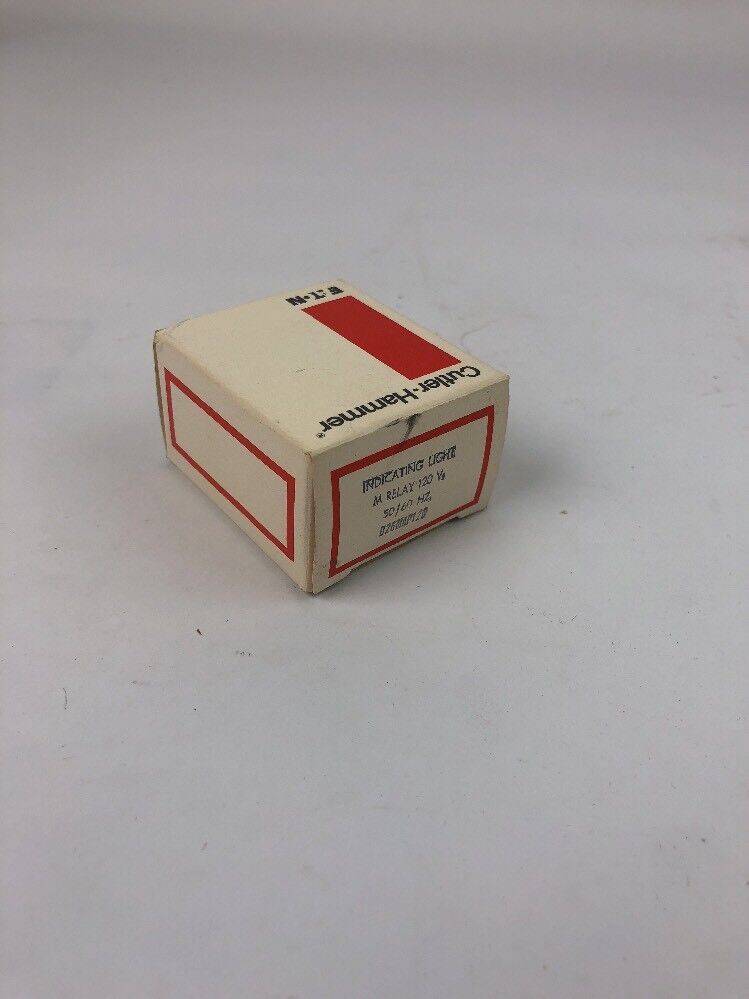 E·T·N
Cutler-Hammer®
INDICATING LIGHT
M RELAY 120 V.
50/60 HZ.